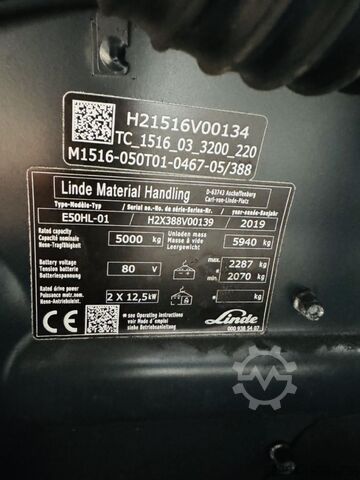 H21516V00134
TC_1516_03_3200_220
M1516-050T01-0467-05/388
Linde Material Handling
D-63743 Aschaffenburg
Carl-von-Linde-Platz
Type-Modèle-Typ / Serial no.-No. de série-Serien-Nr. / year-année-Baujahr
E50HL-01 / H2X388V00139 / 2019
Rated capacity
Capacité nominale
Nenn-Tragfähigkeit
5000 kg
Unladen mass
Masse à vide
Leergewicht
5940 kg
Battery voltage
Tension batterie
Batteriespannung
80 V
max. 2287 kg
min. 2070 kg
Rated drive power
Puissance motr. nom.
Nenn-Antriebsleistg.
2 X 12,5 kW
* kg
CE
* see Operating instructions
voir Mode d'emploi
siehe Betriebsanleitung
Linde
000 938 54 07